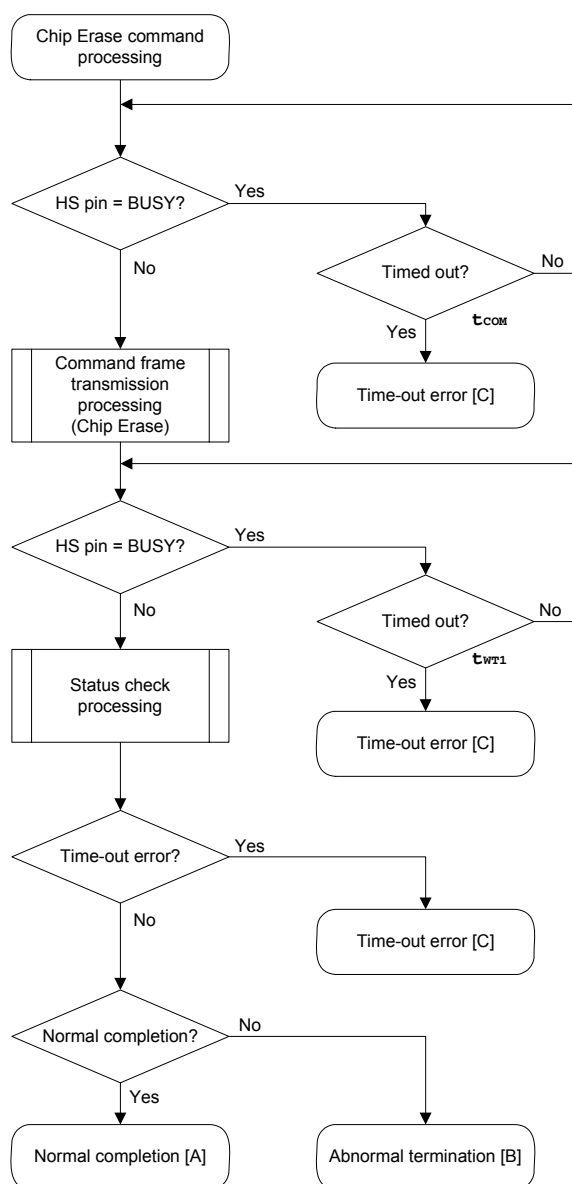 Chip Erase command
processing
HS pin = BUSY?
Yes
No
Timed out?
No
tCOM
Yes
Time-out error [C]
Command frame
transmission
processing
(Chip Erase)
HS pin = BUSY?
Yes
No
Timed out?
No
tWT1
Yes
Time-out error [C]
Status check
processing
Time-out error?
Yes
No
Time-out error [C]
Normal completion?
No
Yes
Normal completion [A]
Abnormal termination [B]